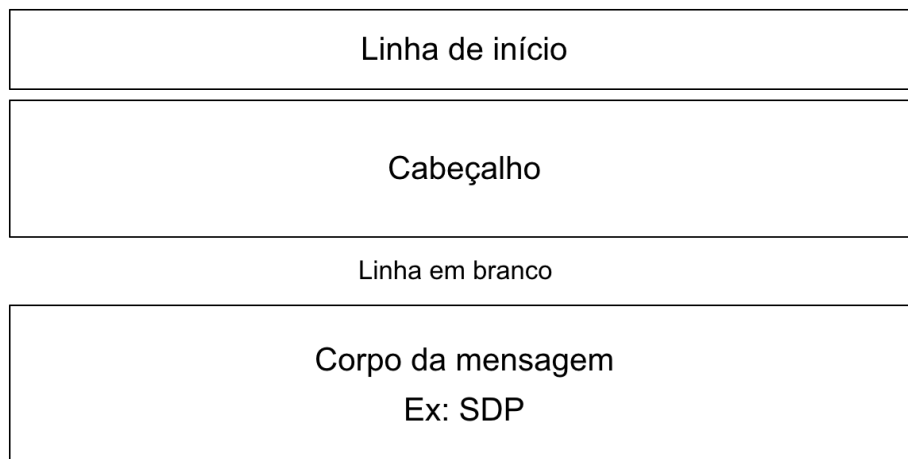 Linha de início
Cabeçalho
Linha em branco
Corpo da mensagem
Ex: SDP